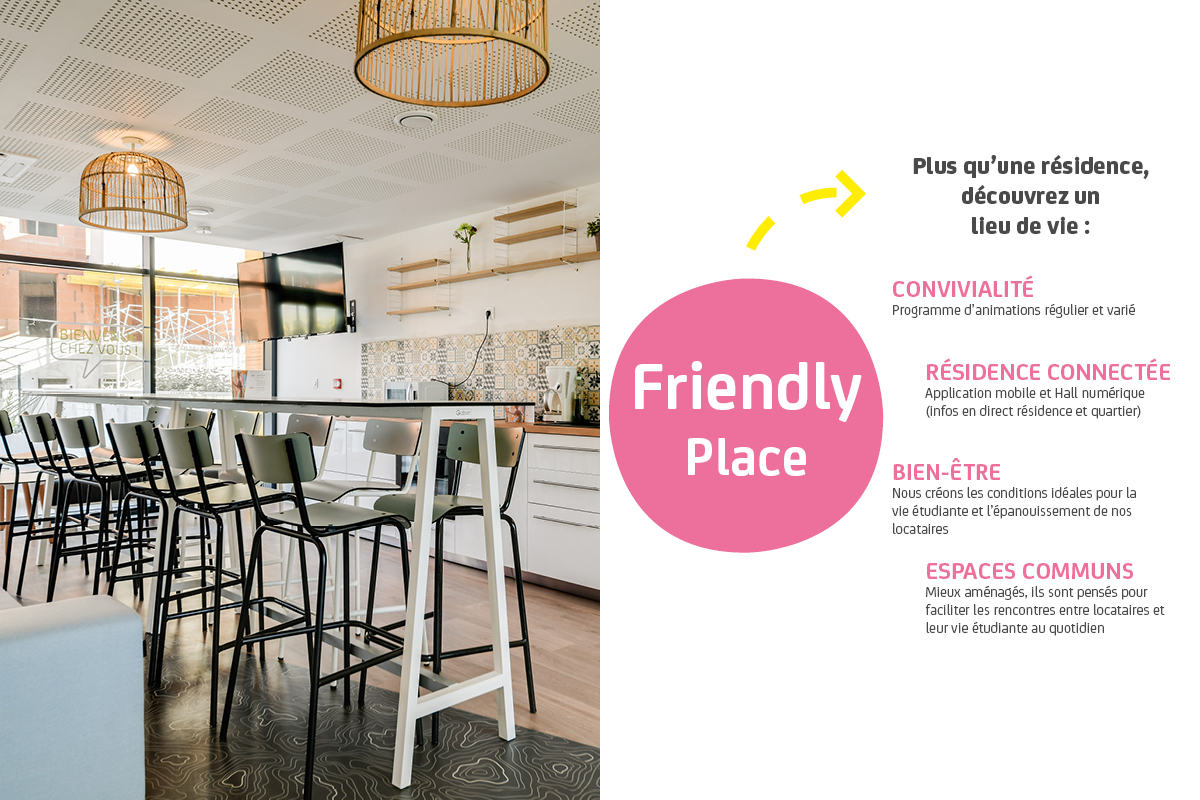 BIENVE
CHEZ VOUS !
Friendly
Place
Plus qu’une résidence,
découvrez un
lieu de vie :
CONVIVIALITÉ
Programme d’animations régulier et varié
RÉSIDENCE CONNECTÉE
Application mobile et Hall numérique
(infos en direct résidence et quartier)
BIEN-ÊTRE
Nous créons les conditions idéales pour la
vie étudiante et l’épanouissement de nos
locataires
ESPACES COMMUNS
Mieux aménagés, ils sont pensés pour
faciliter les rencontres entre locataires et
leur vie étudiante au quotidien